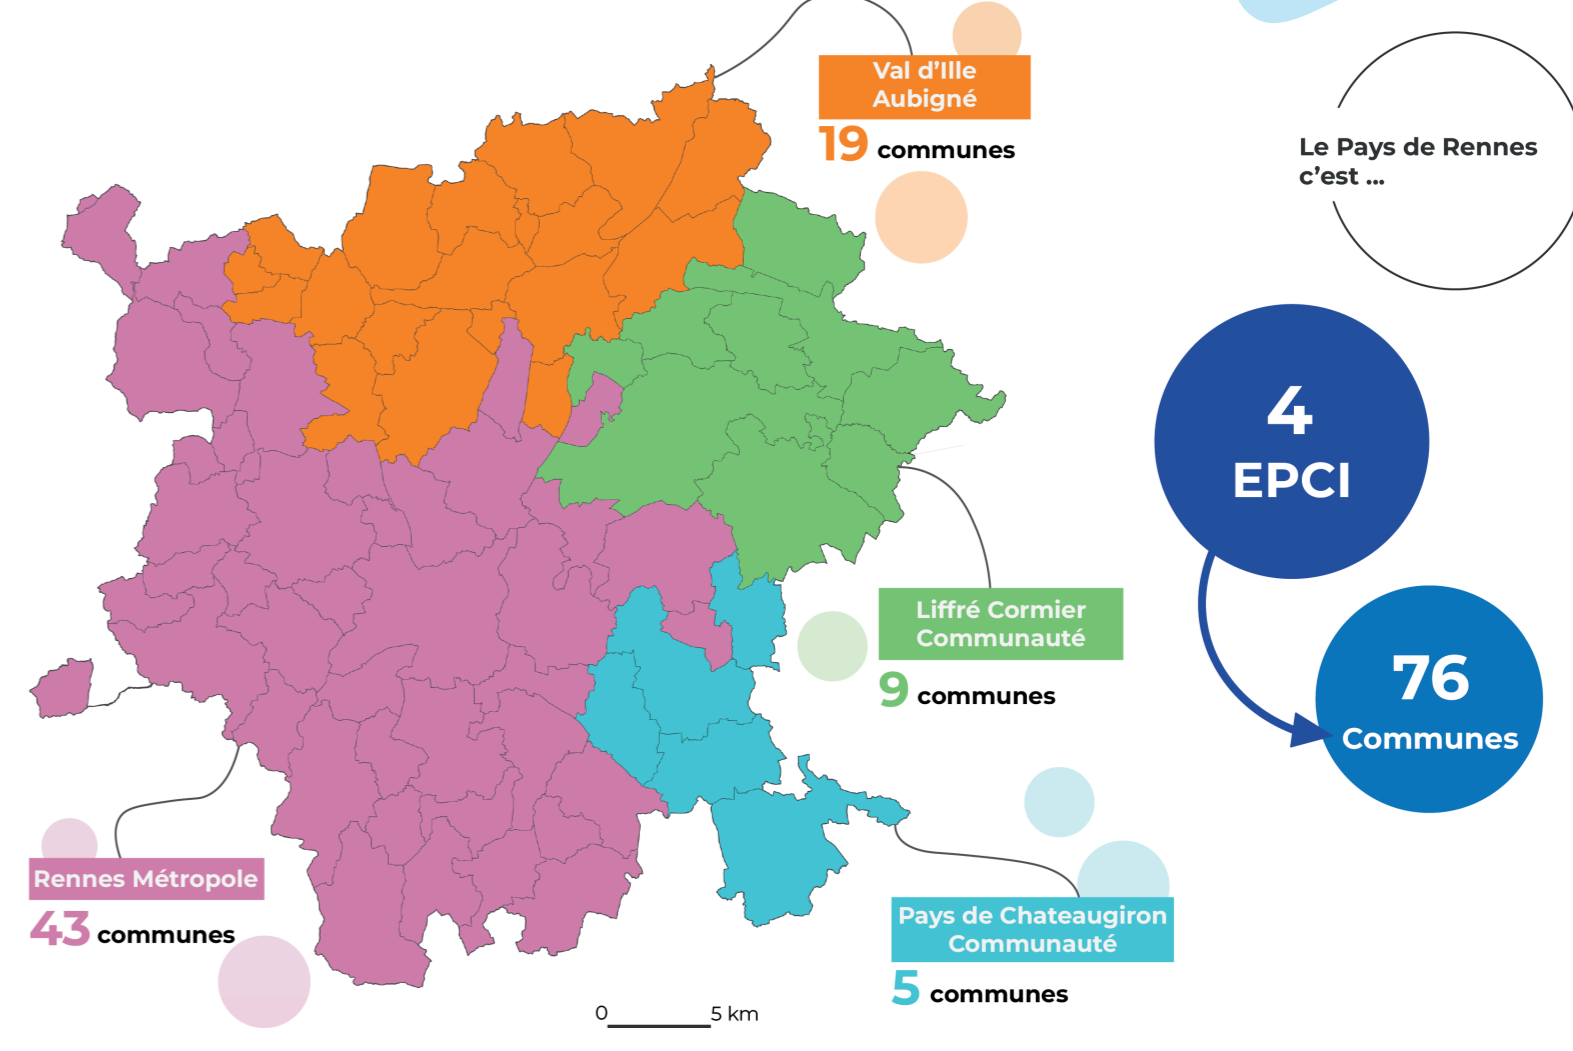 Val d'Ille
Aubigné
19 communes
Le Pays de Rennes
c'est ...
4
EPCI
76
Communes
Liffré Cormier
Communauté
9 communes
Rennes Métropole
43 communes
Pays de Chateaugiron
Communauté
5 communes
0 5 km